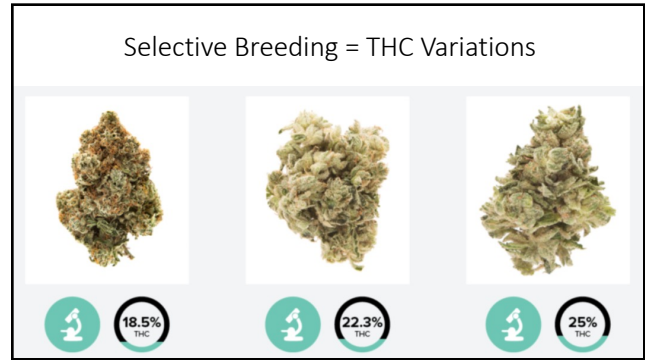 Selective Breeding = THC Variations
18.5%
THC
22.3%
THC
25%
THC